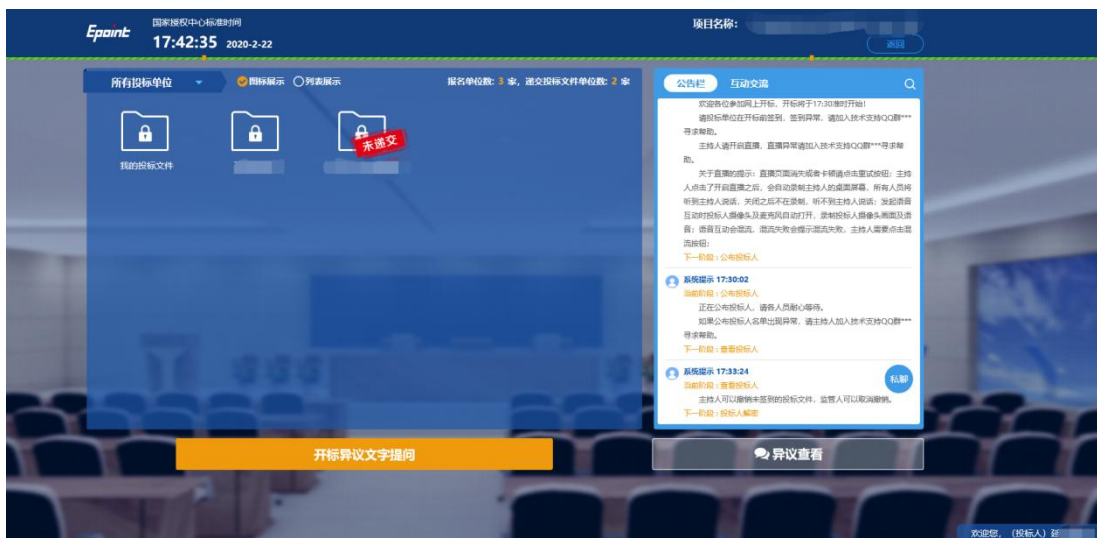 Epoint
国家授权中心标准时间
17:42:35 2020-2-22
项目名称：
返回
所有投标单位
图标展示 列表展示
报名单位数: 3 家，递交投标文件单位数: 2 家
我的投标文件
未递交
公告栏 互动交流
欢迎各位参加网上开标，开标将于17:30准时开始！
请投标单位在开标前签到，签到异常，请加入技术支持QQ群***
寻求帮助。
主持人请开启直播，直播异常请加入技术支持QQ群***寻求帮
助。
关于直播的提示：直播页面消失或者卡顿请点击重试按钮；主持
人点击了开启直播之后，会自动录制主持人的桌面屏幕，所有人员将
听到主持人说话，关闭之后不在录制，听不到主持人说话；发起语音
互动时投标人摄像头及麦克风自动打开，录制投标人摄像头画面及语
音；语音互动会混流，混流失败会提示混流失败，主持人需要点击混
流按钮；
下一阶段：公布投标人
系统提示 17:30:02
当前阶段：公布投标人
正在公布投标人，请各人员耐心等待。
如果公布投标人名单出现异常，请主持人加入技术支持QQ群***
寻求帮助。
下一阶段：查看投标人
系统提示 17:33:24
当前阶段：查看投标人
主持人可以撤销未签到的投标文件，监管人可以取消撤销。
下一阶段：投标人解密
私聊
开标异议文字提问
异议查看
欢迎您，（投标人）